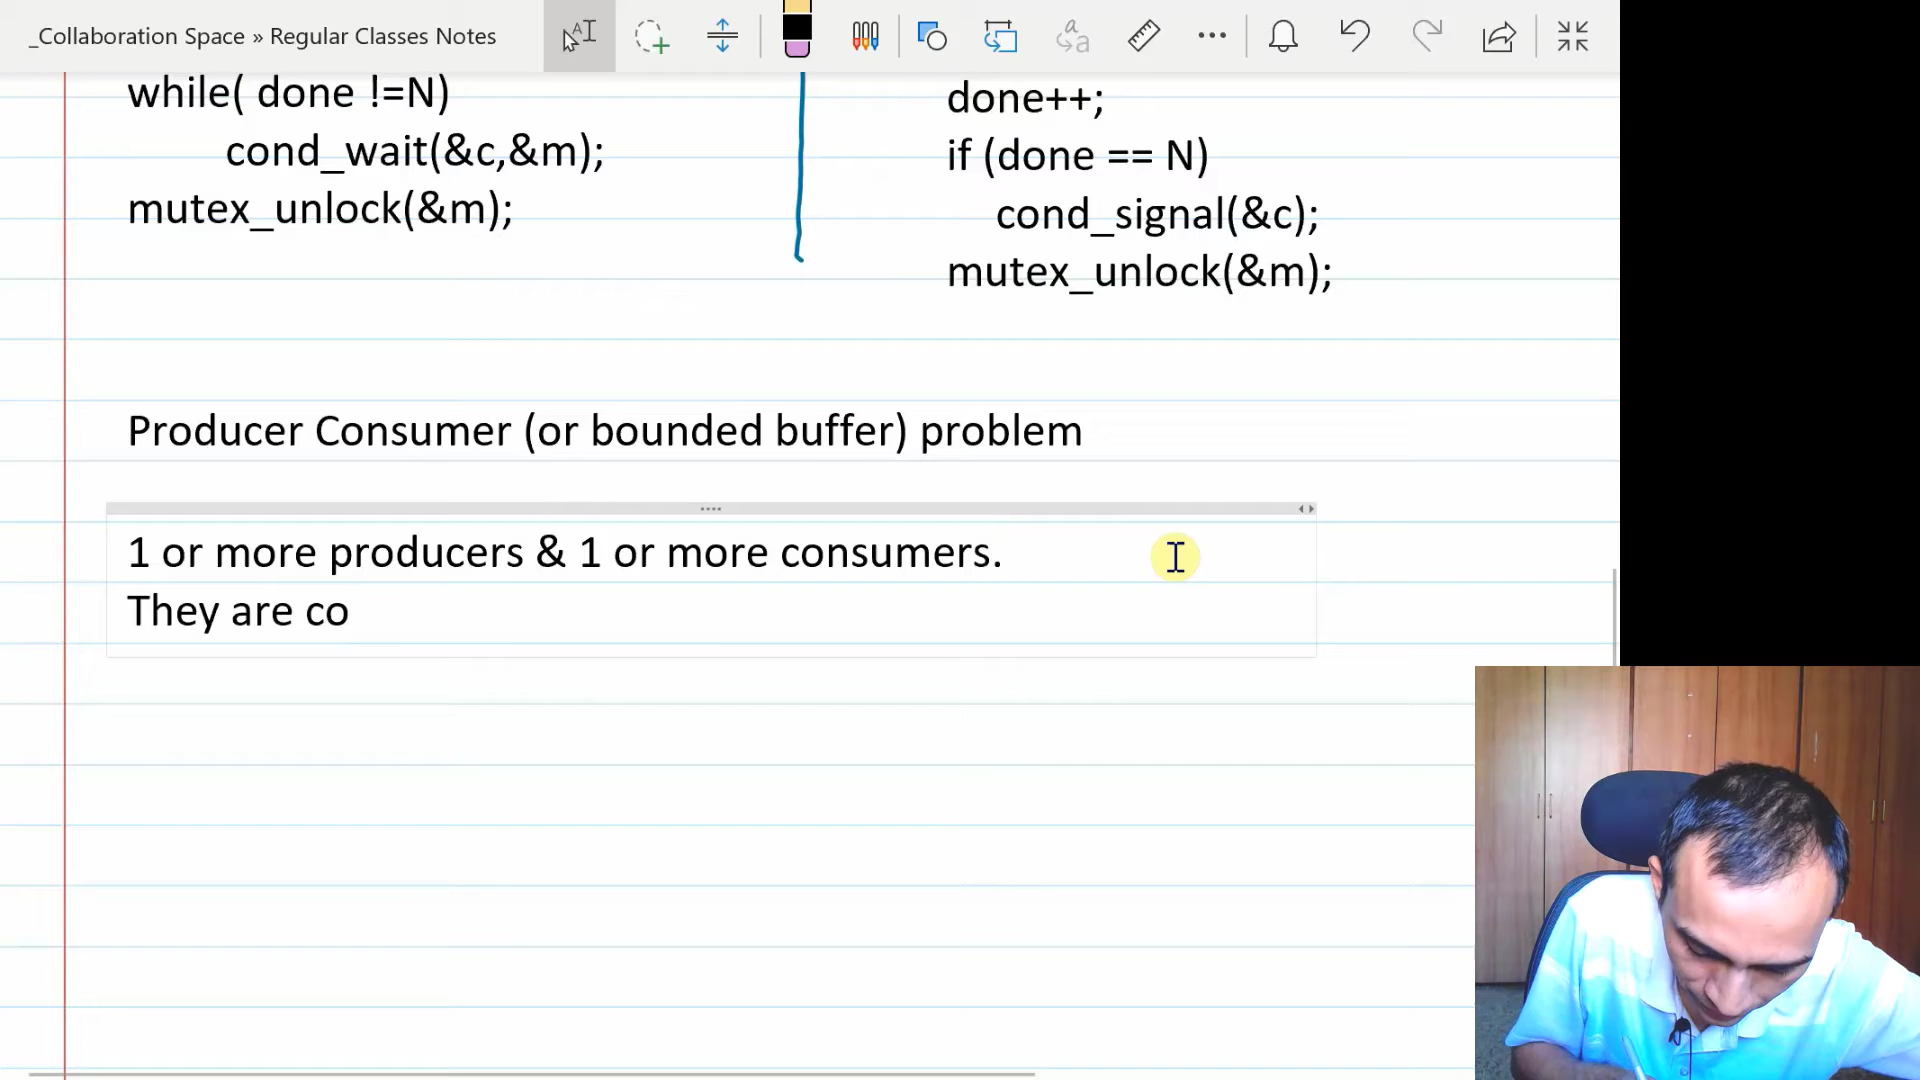 _Collaboration Space » Regular Classes Notes
while( done !=N)
cond_wait(&c,&m);
mutex_unlock(&m);
done++;
if (done == N)
cond_signal(&c);
mutex_unlock(&m);
Producer Consumer (or bounded buffer) problem
1 or more producers & 1 or more consumers.
They are co